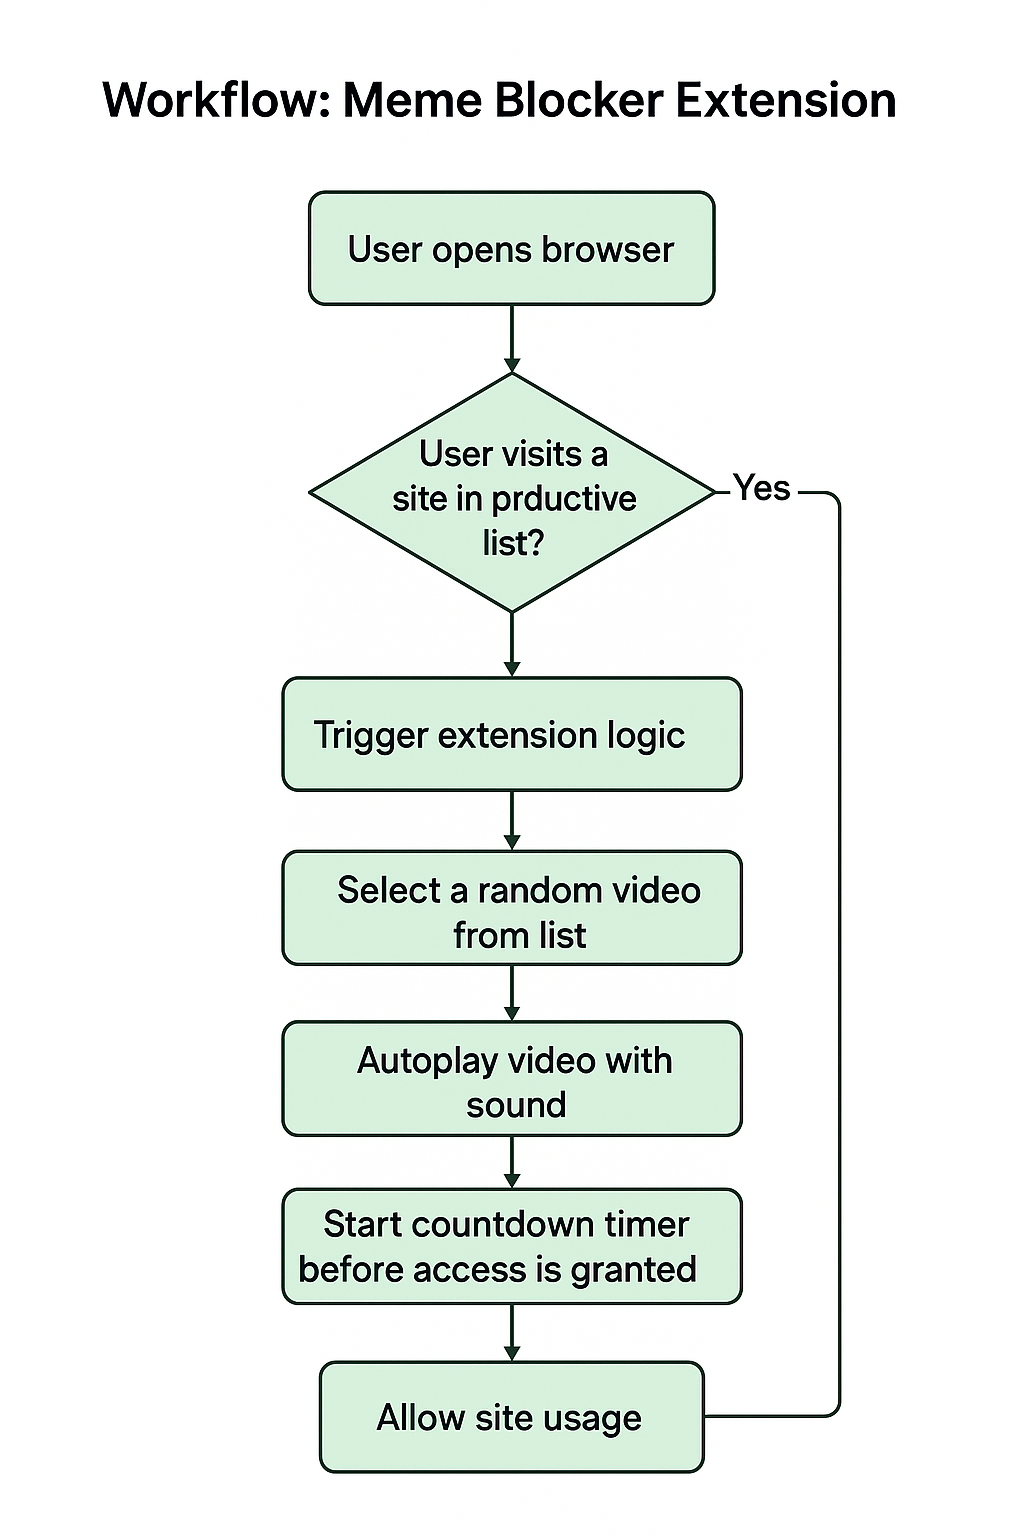 Workflow: Meme Blocker Extension
User opens browser
User visits a
site in prductive
list?
Yes
Trigger extension logic
Select a random video
from list
Autoplay video with
sound
Start countdown timer
before access is granted
Allow site usage